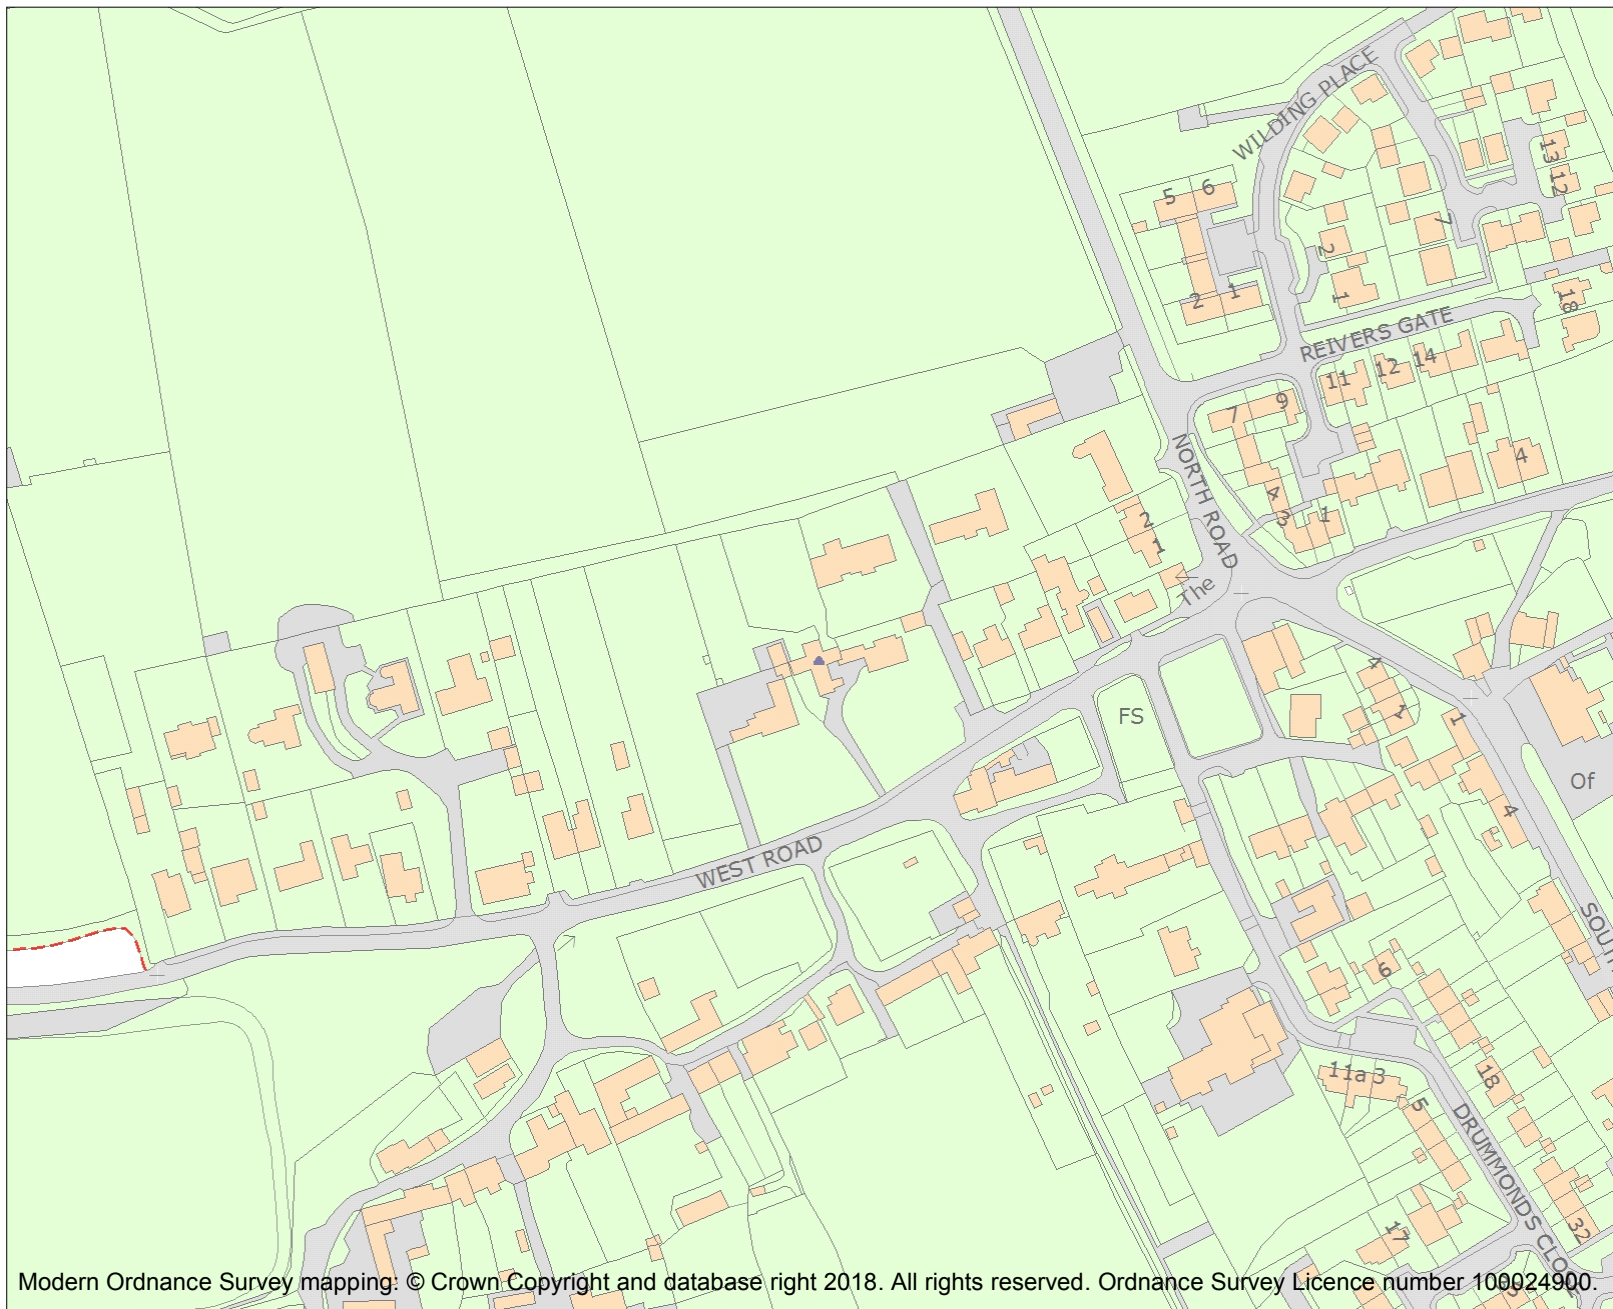 WILDING PLACE
13
12
5
6
7
2
1
2
1
18
REIVERS GATE
14
12
11
9
7
NORTH ROAD
4
4
3
1
2
1
The
4
FS
1
1
Of
4
WEST ROAD
SOUTH
6
11a 3
18
5
DRUMMONDS CLOSE
17
32
Modern Ordnance Survey mapping: © Crown Copyright and database right 2018. All rights reserved. Ordnance Survey Licence number 100024900.